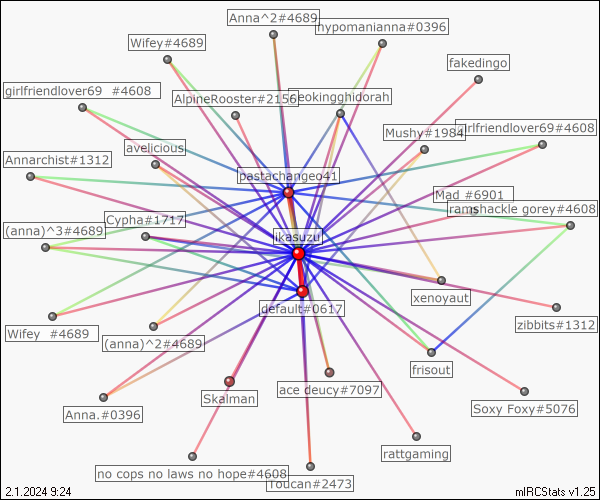 Anna^2#4689
hypomanianna#0396
Wifey#4689
fakedingo
girlfriendlover69 #4608
AlpineRooster#2156
neokingghidorah
Mushy#1984
girlfriendlover69#4608
avelicious
Annarchist#1312
pastachangeo41
Mad #6901
ramshackle gorey#4608
Cypha#1717
(anna)^3#4689
ikasuzu
xenoyaut
default#0617
zibbits#1312
Wifey #4689
(anna)^2#4689
frisout
ace deucy#7097
Skalman
Soxy Foxy#5076
Anna.#0396
rattgaming
no cops no laws no hope#4608
Toucan#2473
2.1.2024 9:24
mIRCStats v1.25